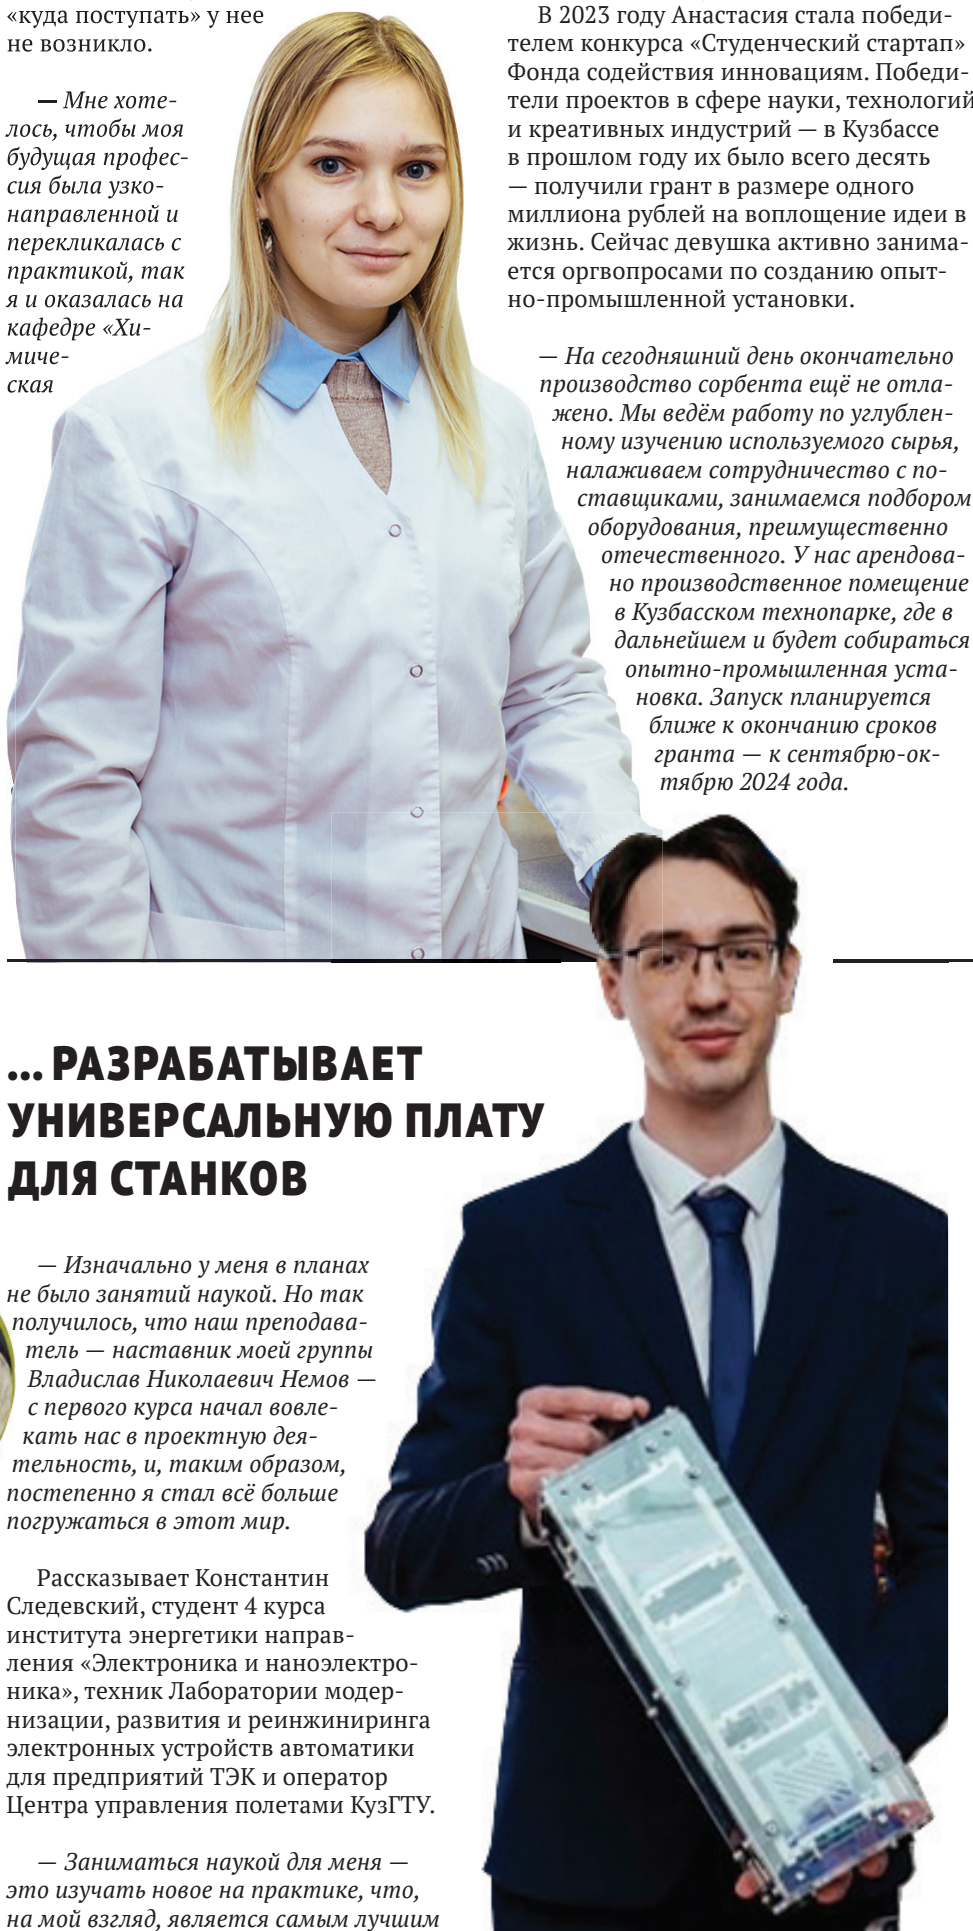 «куда поступать» у нее
не возникло.
— Мне хоте-
лось, чтобы моя
будущая профес-
сия была узко-
направленной и
перекликалась с
практикой, так
я и оказалась на
кафедре «Хи-
миче-
ская
В 2023 году Анастасия стала победи-
телем конкурса «Студенческий стартап»
Фонда содействия инновациям. Победи-
тели проектов в сфере науки, технологий
и креативных индустрий — в Кузбассе
в прошлом году их было всего десять
— получили грант в размере одного
миллиона рублей на воплощение идеи в
жизнь. Сейчас девушка активно занима-
ется оргвопросами по созданию опыт-
но-промышленной установки.
— На сегодняшний день окончательно
производство сорбента ещё не отла-
жено. Мы ведём работу по углублен-
ному изучению используемого сырья,
налаживаем сотрудничество с по-
ставщиками, занимаемся подбором
оборудования, преимущественно
отечественного. У нас арендова-
но производственное помещение
в Кузбасском технопарке, где в
дальнейшем и будет собираться
опытно-промышленная уста-
новка. Запуск планируется
ближе к окончанию сроков
гранта — к сентябрю-ок-
тябрю 2024 года.
... РАЗРАБАТЫВАЕТ
УНИВЕРСАЛЬНУЮ ПЛАТУ
ДЛЯ СТАНКОВ
— Изначально у меня в планах
не было занятий наукой. Но так
получилось, что наш преподава-
тель — наставник моей группы
Владислав Николаевич Немов —
с первого курса начал вовле-
кать нас в проектную дея-
тельность, и, таким образом,
постепенно я стал всё больше
погружаться в этот мир.
Рассказывает Константин
Следевский, студент 4 курса
института энергетики направ-
ления «Электроника и наноэлектро-
ника», техник Лаборатории модер-
низации, развития и реинжиниринга
электронных устройств автоматики
для предприятий ТЭК и оператор
Центра управления полетами КузГТУ.
— Заниматься наукой для меня —
это изучать новое на практике, что,
на мой взгляд, является самым лучшим